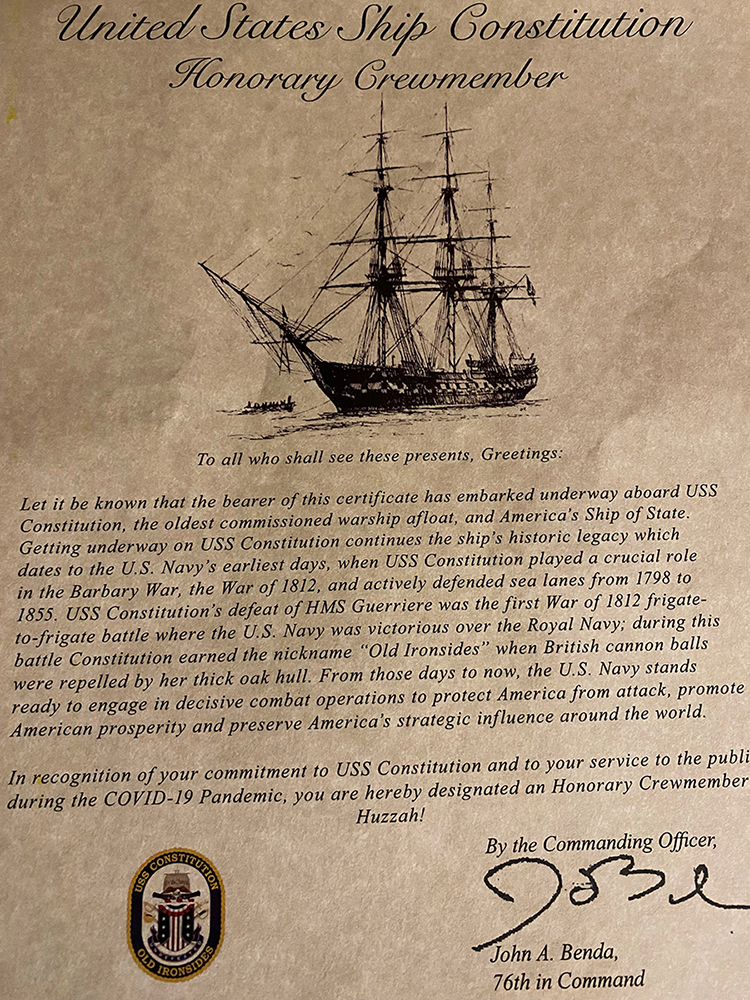 United States Ship Constitution
Honorary Crewmember
To all who shall see these presents, Greetings:
Let it be known that the bearer of this certificate has embarked underway aboard USS
Constitution, the oldest commissioned warship afloat, and America's Ship of State.
Getting underway on USS Constitution continues the ship's historic legacy which
dates to the U.S. Navy's earliest days, when USS Constitution played a crucial role
in the Barbary War, the War of 1812, and actively defended sea lanes from 1798 to
1855. USS Constitution's defeat of HMS Guerriere was the first War of 1812 frigate-
to-frigate battle where the U.S. Navy was victorious over the Royal Navy; during this
battle Constitution earned the nickname "Old Ironsides" when British cannon balls
were repelled by her thick oak hull. From those days to now, the U.S. Navy stands
ready to engage in decisive combat operations to protect America from attack, promote
American prosperity and preserve America's strategic influence around the world.
In recognition of your commitment to USS Constitution and to your service to the publi
during the COVID-19 Pandemic, you are hereby designated an Honorary Crewmember
Huzzah!
By the Commanding Officer,
John A. Benda,
76th in Command
USS CONSTITUTION
OLD IRONSIDES